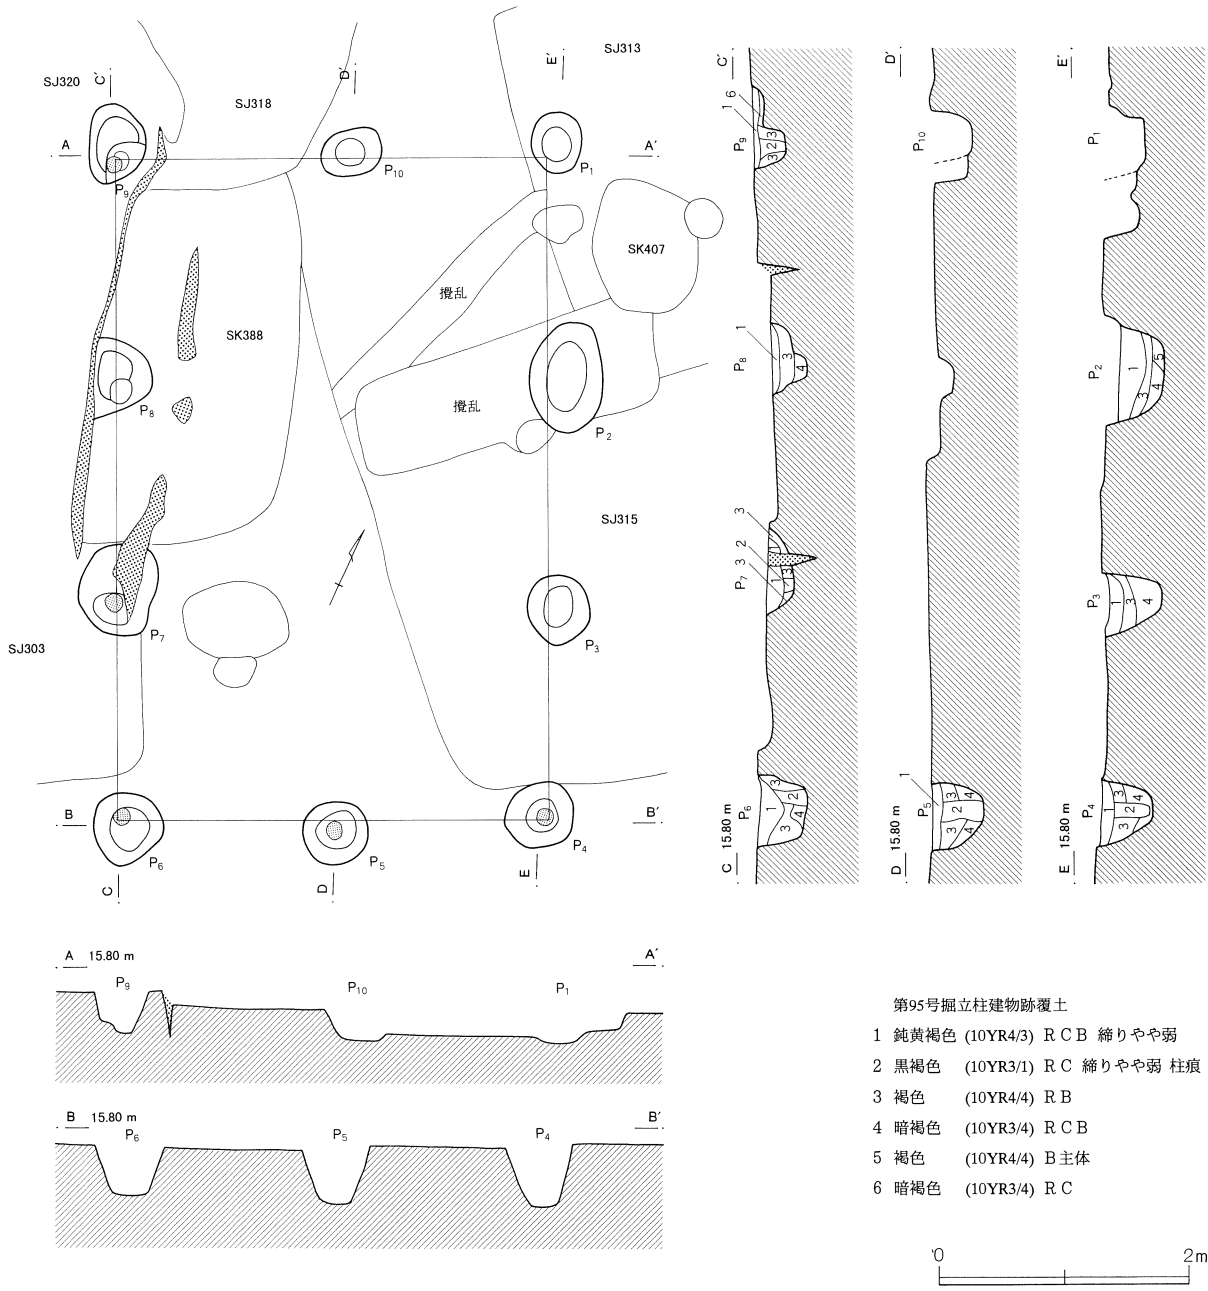 SJ320
C′
SJ318
D′
E′
SJ313
A
A′
P₉
P₁₀
P₁
SK407
攪乱
SK388
P₈
攪乱
P₂
SJ315
P₇
P₃
SJ303
B
B′
P₆
P₅
P₄
C
D
E
C′
6
1
P₉
3
2
3
1
P₈
3
4
3
2
3
P₇
1
3
P₆
3
2
1
4
3
C 15.80 m
D′
P₁₀
1
P₅
3
4
2
3
4
D 15.80 m
E′
P₁
P₂
1
5
4
3
P₃
1
3
4
P₄
3
4
1
2
3
E 15.80 m
A 15.80 m
A′
P₉
P₁₀
P₁
B 15.80 m
B′
P₆
P₅
P₄
第95号掘立柱建物跡覆土
1 鈍黄褐色 (10YR4/3) ＲＣＢ 締りやや弱
2 黒褐色 (10YR3/1) ＲＣ 締りやや弱 柱痕
3 褐色 (10YR4/4) ＲＢ
4 暗褐色 (10YR3/4) ＲＣＢ
5 褐色 (10YR4/4) Ｂ主体
6 暗褐色 (10YR3/4) ＲＣ
0 2m